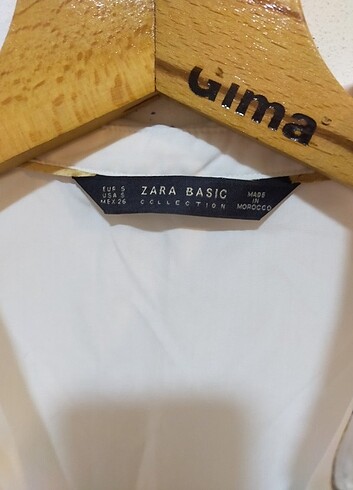 Gima
EUR S
USA S
MEX 26
ZARA BASIC
COLLECTION
MADE
IN
MOROCCO